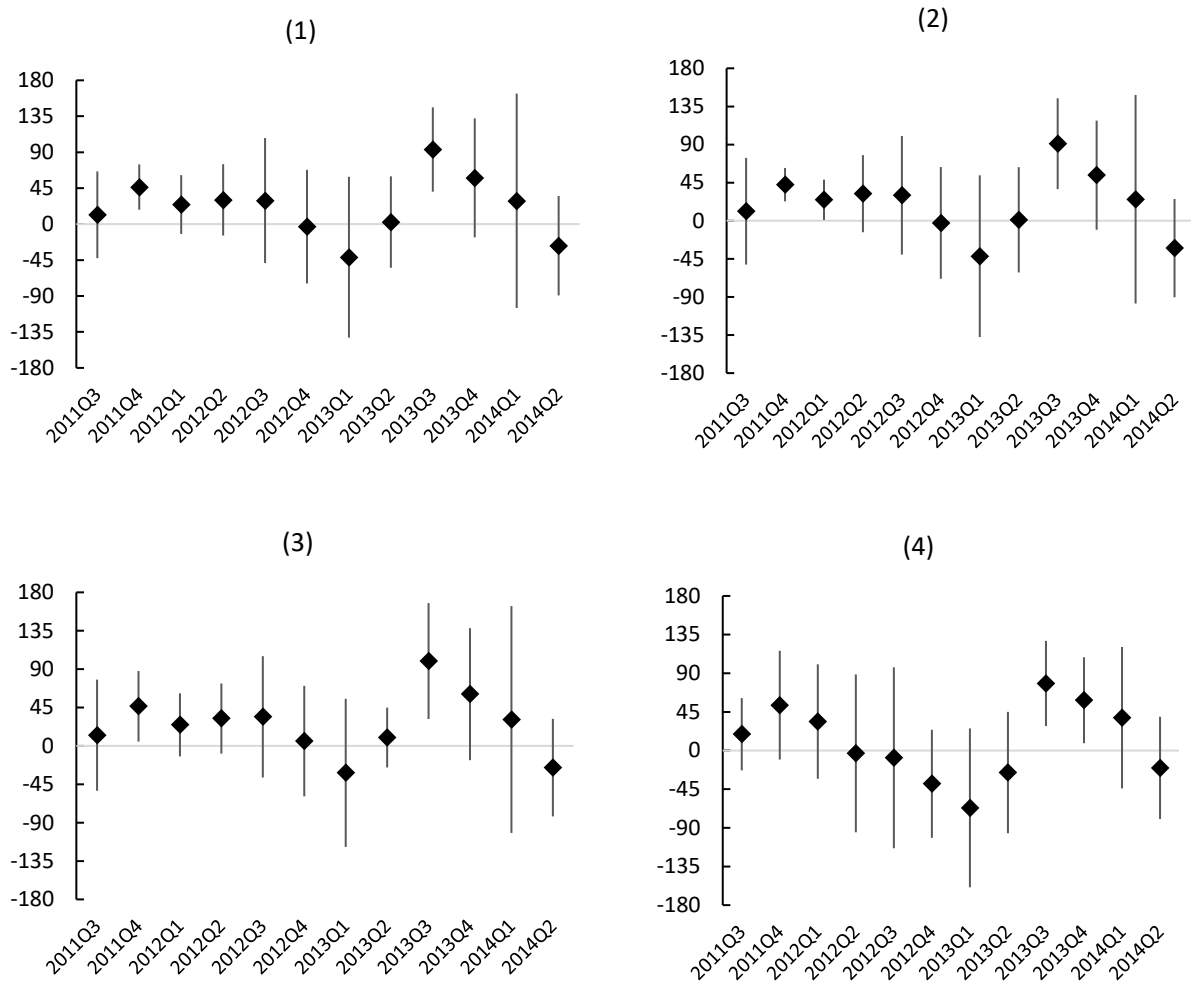 (1)
180
135
90
45
0
-45
-90
-135
-180
2011Q3
2011Q4
2012Q1
2012Q2
2012Q3
2012Q4
2013Q1
2013Q2
2013Q3
2013Q4
2014Q1
2014Q2
(2)
180
135
90
45
0
-45
-90
-135
-180
2011Q3
2011Q4
2012Q1
2012Q2
2012Q3
2012Q4
2013Q1
2013Q2
2013Q3
2013Q4
2014Q1
2014Q2
(3)
180
135
90
45
0
-45
-90
-135
-180
2011Q3
2011Q4
2012Q1
2012Q2
2012Q3
2012Q4
2013Q1
2013Q2
2013Q3
2013Q4
2014Q1
2014Q2
(4)
180
135
90
45
0
-45
-90
-135
-180
2011Q3
2011Q4
2012Q1
2012Q2
2012Q3
2012Q4
2013Q1
2013Q2
2013Q3
2013Q4
2014Q1
2014Q2